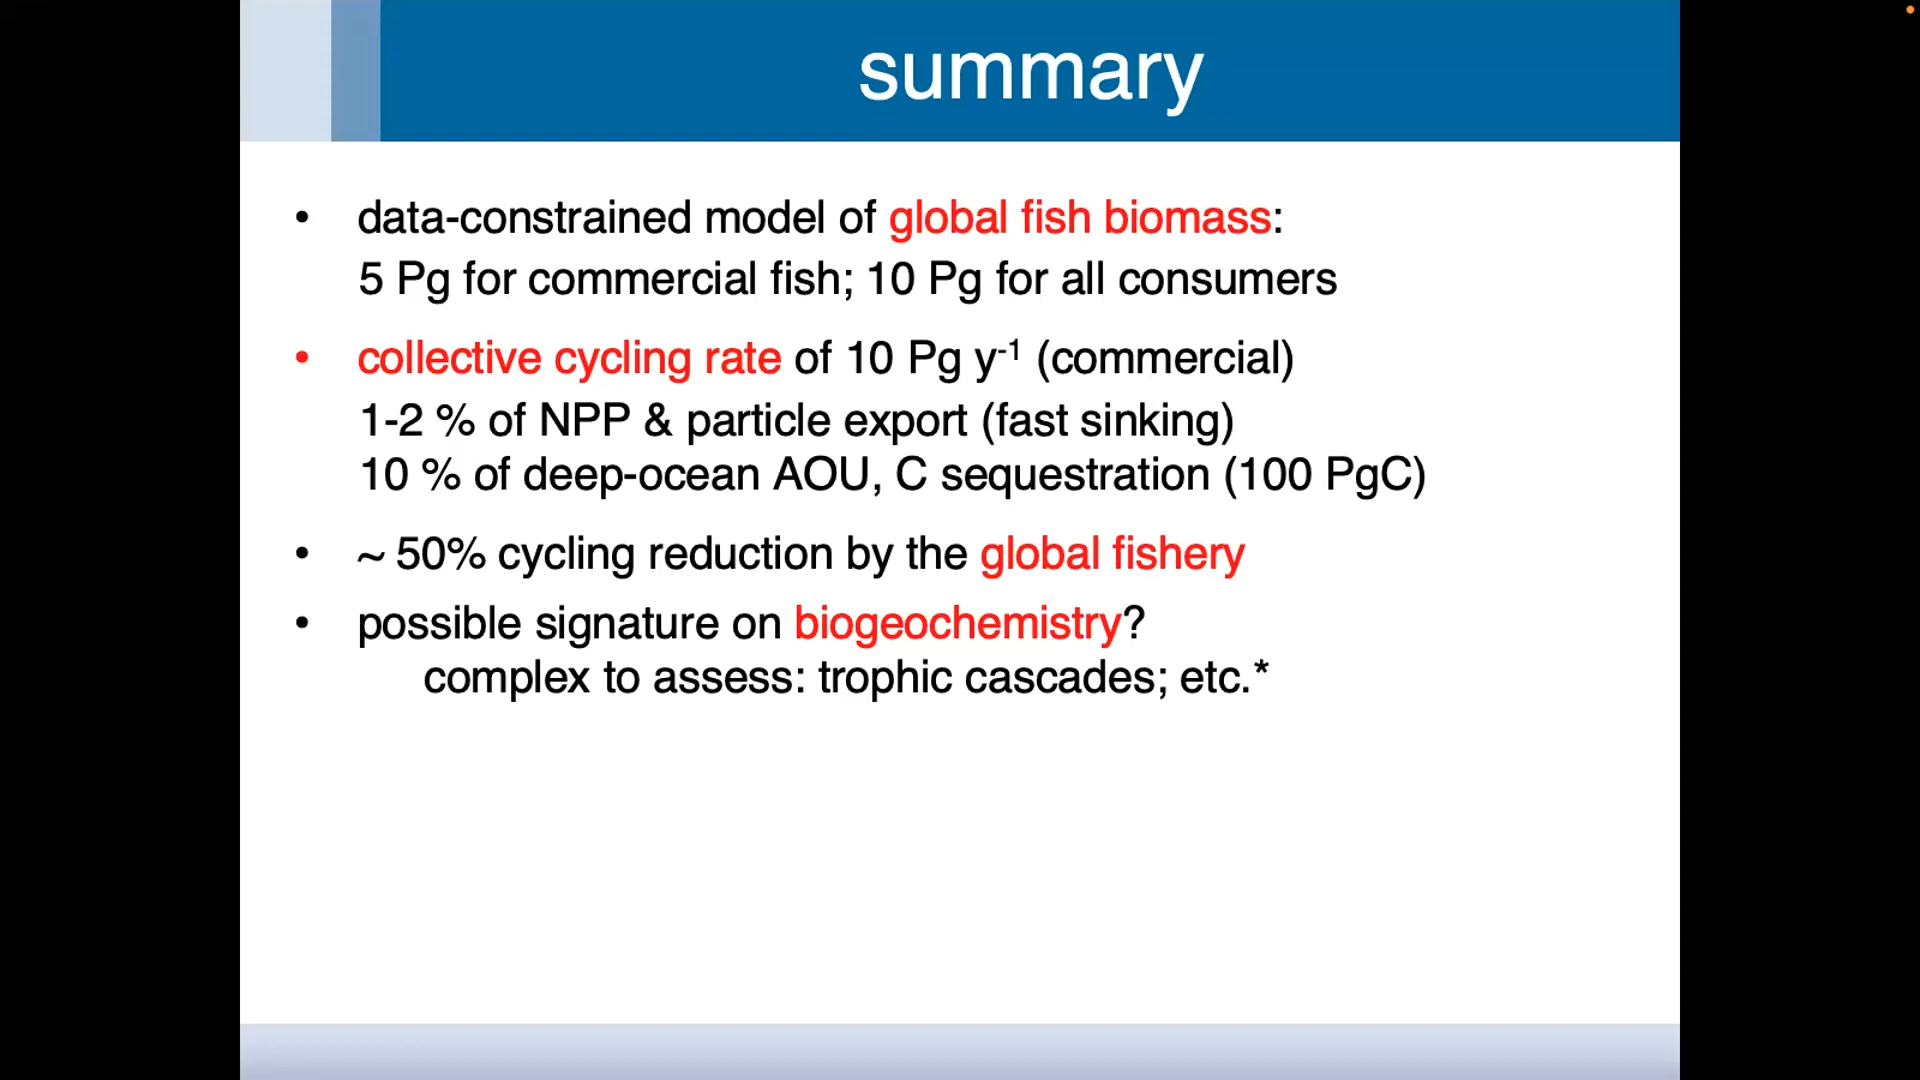 summary
• data-constrained model of global fish biomass:
5 Pg for commercial fish; 10 Pg for all consumers
• collective cycling rate of 10 Pg y⁻¹ (commercial)
1-2 % of NPP & particle export (fast sinking)
10 % of deep-ocean AOU, C sequestration (100 PgC)
• ~ 50% cycling reduction by the global fishery
• possible signature on biogeochemistry?
complex to assess: trophic cascades; etc.*